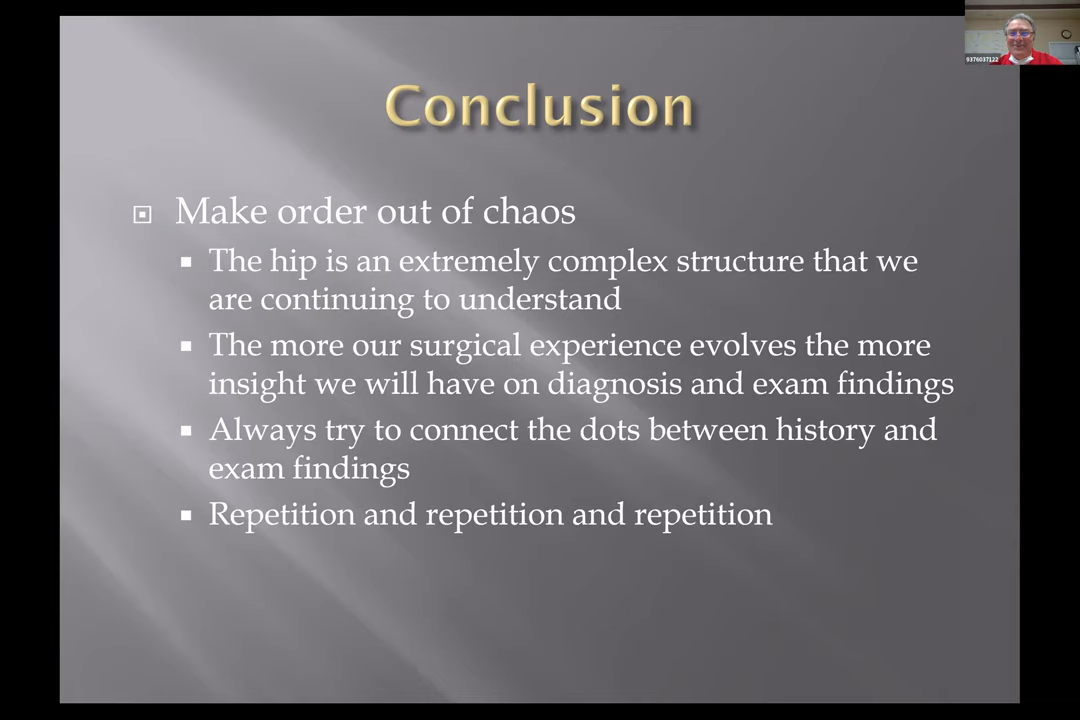 9376037122
Conclusion
Make order out of chaos
The hip is an extremely complex structure that we
are continuing to understand
The more our surgical experience evolves the more
insight we will have on diagnosis and exam findings
Always try to connect the dots between history and
exam findings
Repetition and repetition and repetition